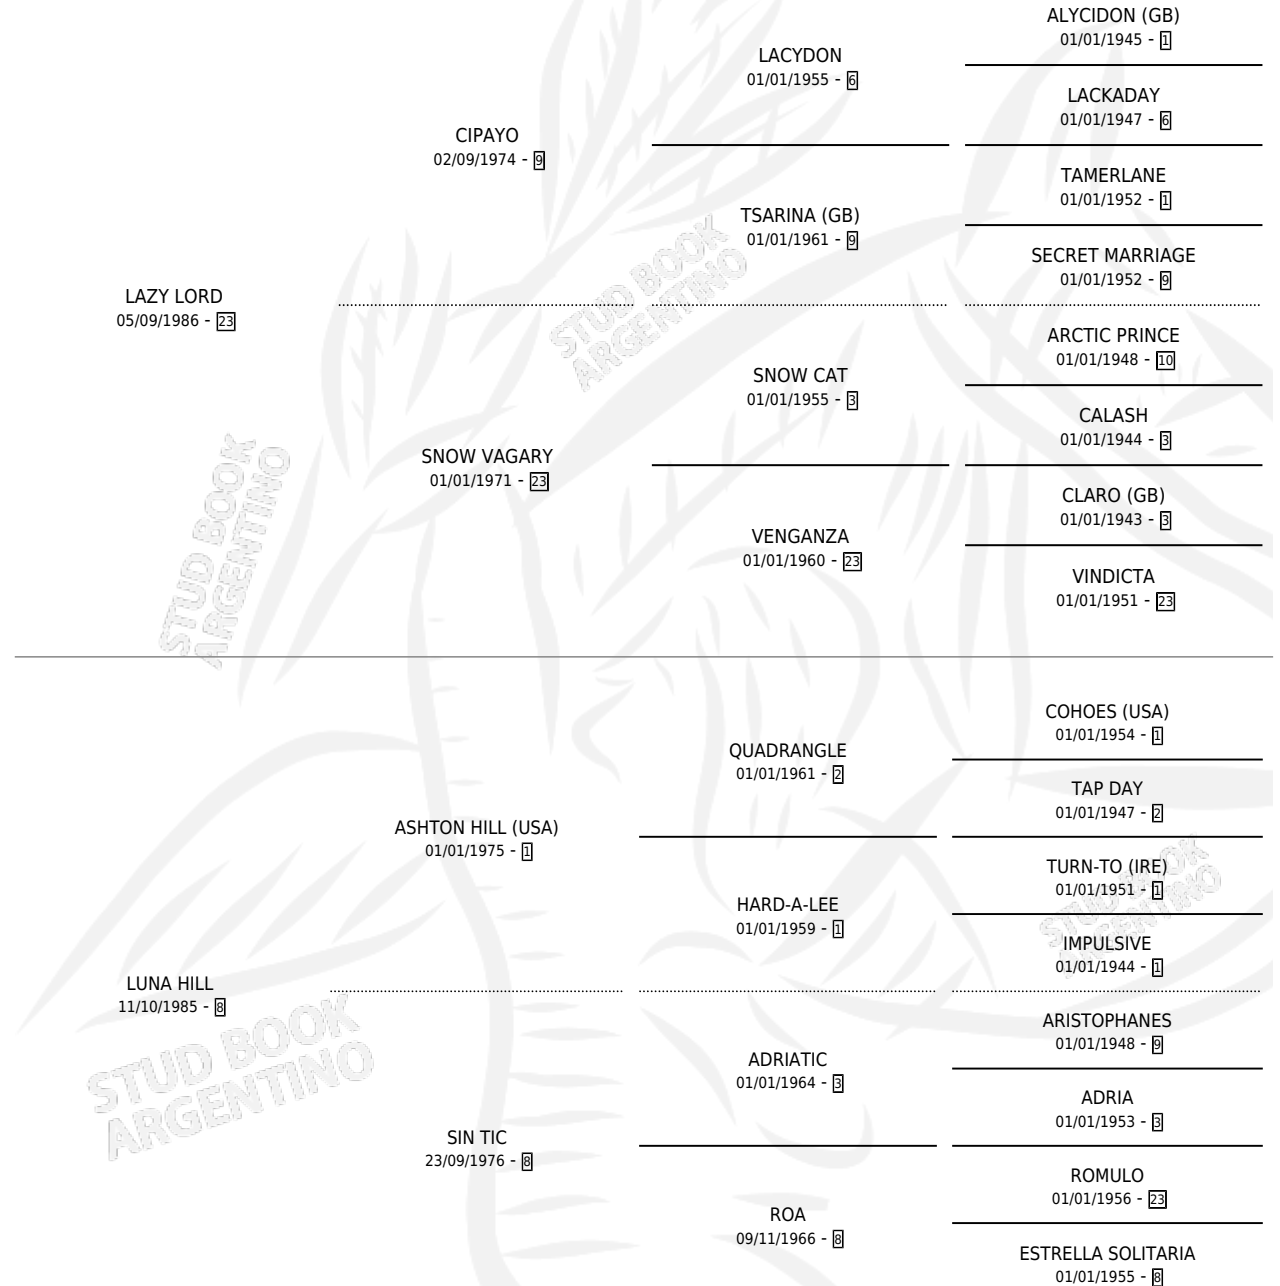 ALYCIDON (GB)
01/01/1945 - 1
LACYDON
01/01/1955 - 6
LACKADAY
01/01/1947 - 6
CIPAYO
02/09/1974 - 9
TAMERLANE
01/01/1952 - 1
TSARINA (GB)
01/01/1961 - 9
SECRET MARRIAGE
01/01/1952 - 9
LAZY LORD
05/09/1986 - 23
ARCTIC PRINCE
01/01/1948 - 10
SNOW CAT
01/01/1955 - 3
CALASH
01/01/1944 - 3
SNOW VAGARY
01/01/1971 - 23
CLARO (GB)
01/01/1943 - 3
VENGANZA
01/01/1960 - 23
VINDICTA
01/01/1951 - 23
COHOES (USA)
01/01/1954 - 1
QUADRANGLE
01/01/1961 - 2
TAP DAY
01/01/1947 - 2
ASHTON HILL (USA)
01/01/1975 - 1
TURN-TO (IRE)
01/01/1951 - 1
HARD-A-LEE
01/01/1959 - 1
IMPULSIVE
01/01/1944 - 1
LUNA HILL
11/10/1985 - 8
ARISTOPHANES
01/01/1948 - 9
ADRIATIC
01/01/1964 - 3
ADRIA
01/01/1953 - 3
SIN TIC
23/09/1976 - 8
ROMULO
01/01/1956 - 23
ROA
09/11/1966 - 8
ESTRELLA SOLITARIA
01/01/1955 - 8
STUD BOOK
ARGENTINO
STUD BOOK
ARGENTINO
STUD BOOK
ARGENTINO
STUD BOOK
ARGENTINO